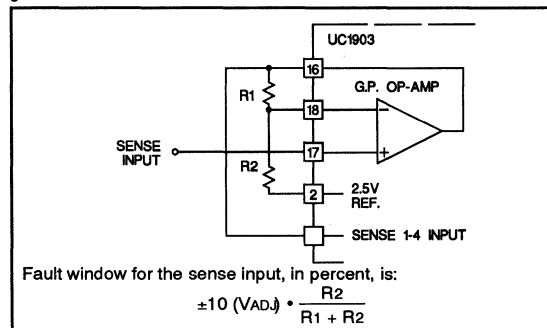 UC1903
16
G.P. OP-AMP
R1
18
−
SENSE
INPUT
17
+
R2
2
2.5V
REF.
SENSE 1-4 INPUT
Fault window for the sense input, in percent, is:
±10 (VADJ) • R2
R1 + R2